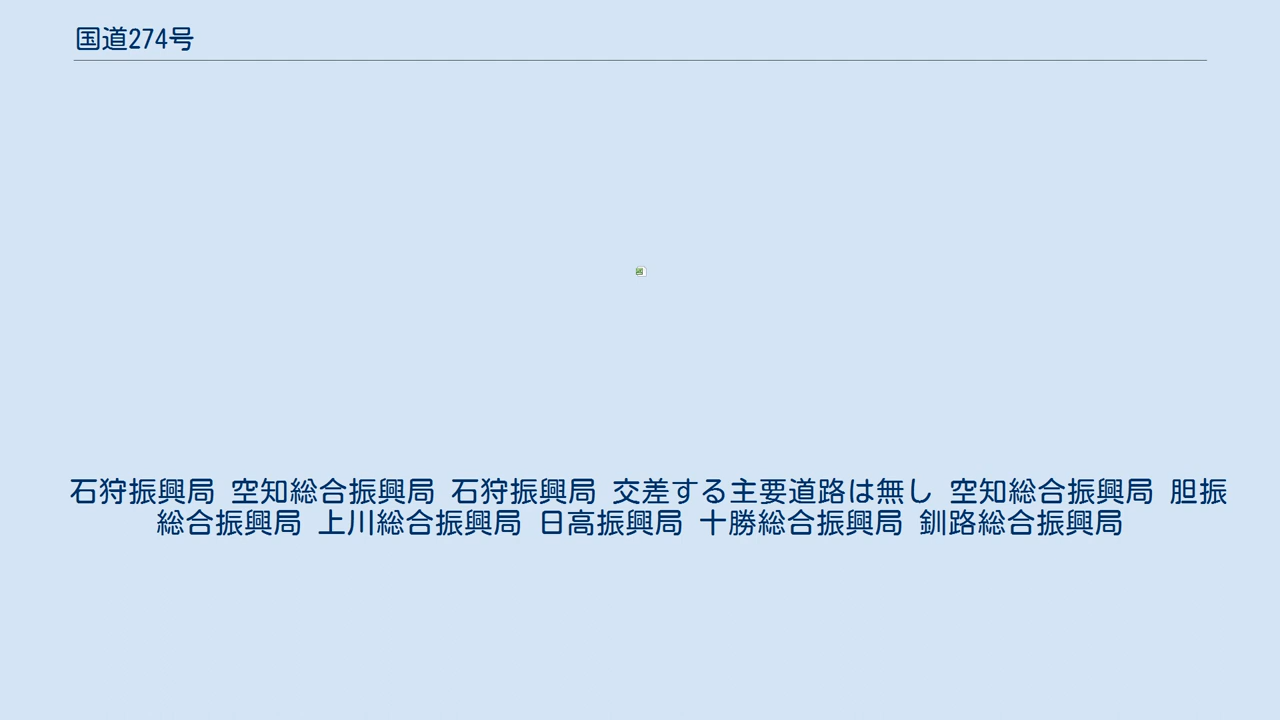 国道274号
石狩振興局 空知総合振興局 石狩振興局 交差する主要道路は無し 空知総合振興局 胆振
総合振興局 上川総合振興局 日高振興局 十勝総合振興局 釧路総合振興局